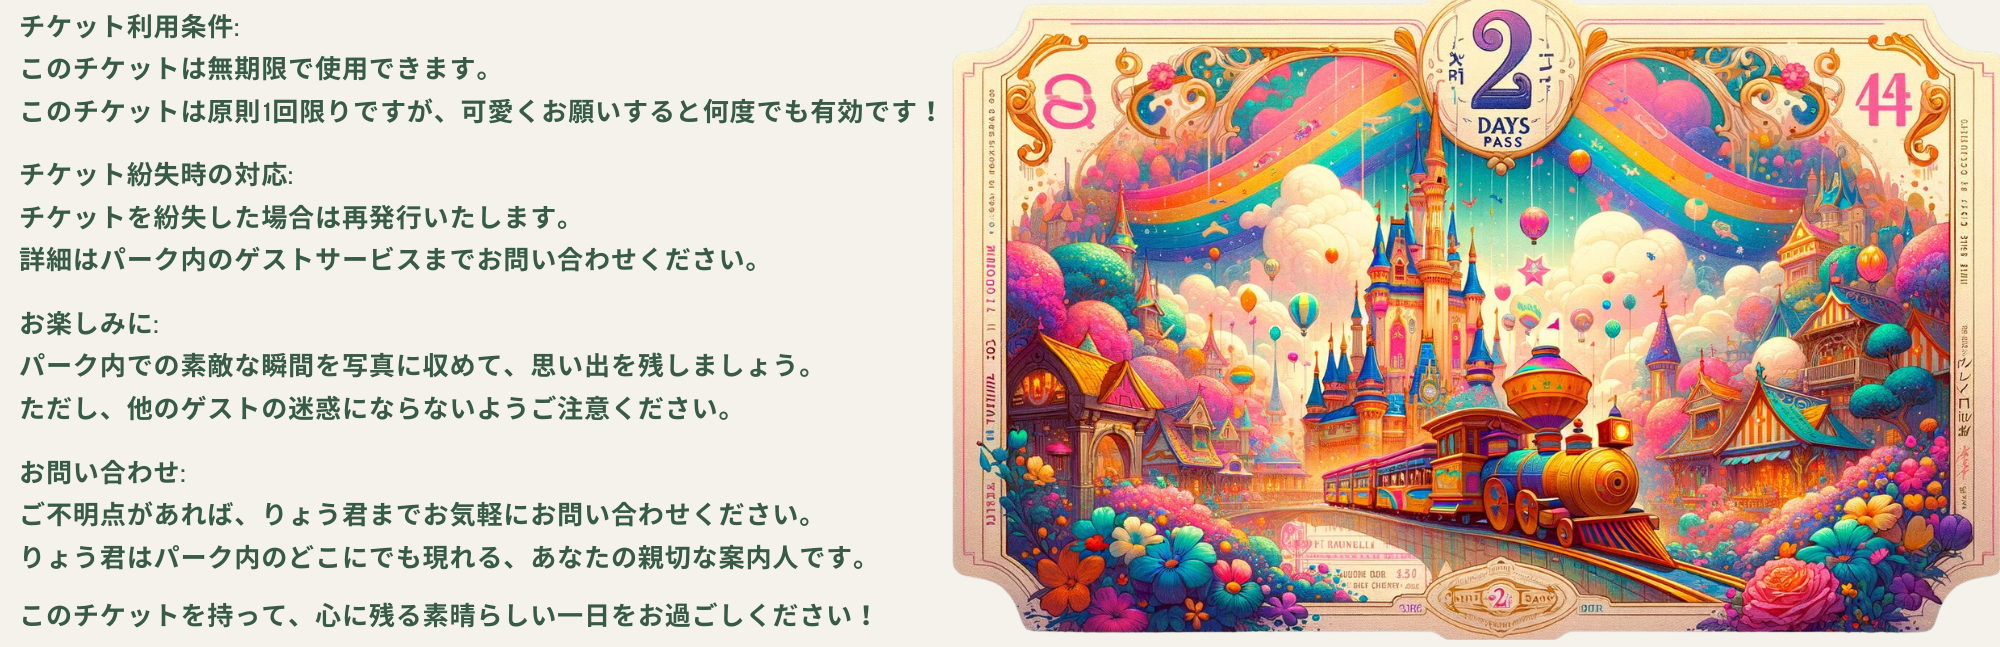 チケット利用条件:
このチケットは無期限で使用できます。
このチケットは原則1回限りですが、可愛くお願いすると何度でも有効です！
チケット紛失時の対応:
チケットを紛失した場合は再発行いたします。
詳細はパーク内のゲストサービスまでお問い合わせください。
お楽しみに:
パーク内での素敵な瞬間を写真に収めて、思い出を残しましょう。
ただし、他のゲストの迷惑にならないようご注意ください。
お問い合わせ:
ご不明点があれば、りょう君までお気軽にお問い合わせください。
りょう君はパーク内のどこにでも現れる、あなたの親切な案内人です。
このチケットを持って、心に残る素晴らしい一日をお過ごしください！
2
DAYS
PASS
8
44
2